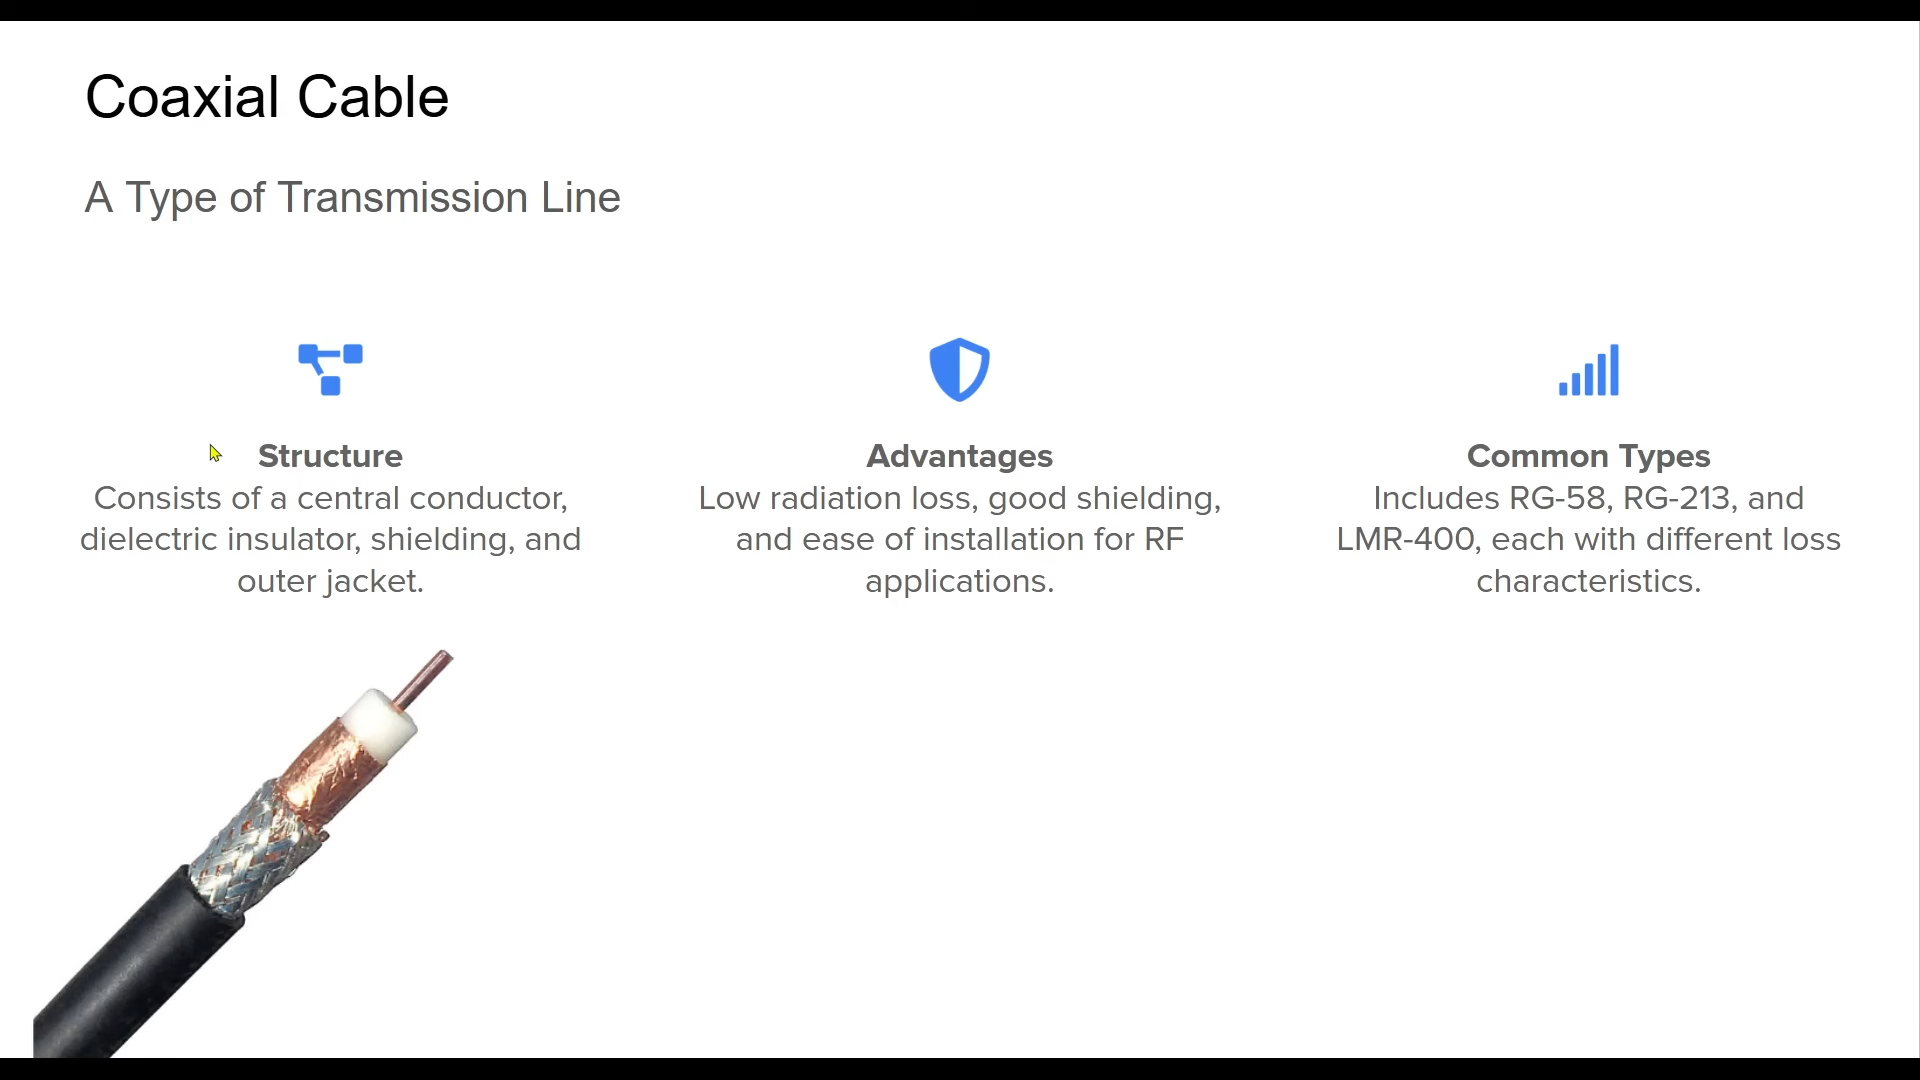 Coaxial Cable
A Type of Transmission Line
Structure
Consists of a central conductor,
dielectric insulator, shielding, and
outer jacket.
Advantages
Low radiation loss, good shielding,
and ease of installation for RF
applications.
Common Types
Includes RG-58, RG-213, and
LMR-400, each with different loss
characteristics.